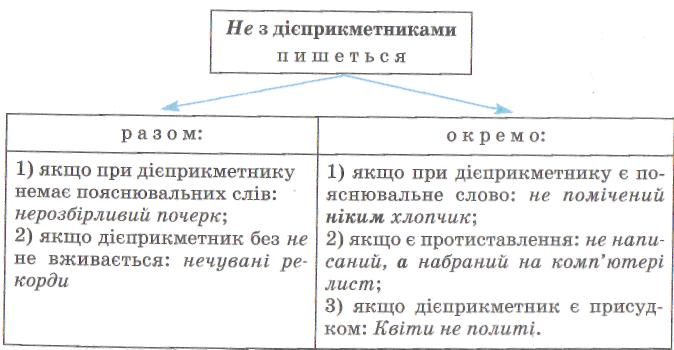 Не з дієприкметниками
пишеться
разом:
1) якщо при дієприкметнику
немає пояснювальних слів:
нерозбірливий почерк;
2) якщо дієприкметник без не
не вживається: нечувані ре-
корди
окремо:
1) якщо при дієприкметнику є по-
яснювальне слово: не помічений
ніким хлопчик;
2) якщо є протиставлення: не напи-
саний, а набраний на комп’ютері
лист;
3) якщо дієприкметник є присуд-
ком: Квіти не политі.